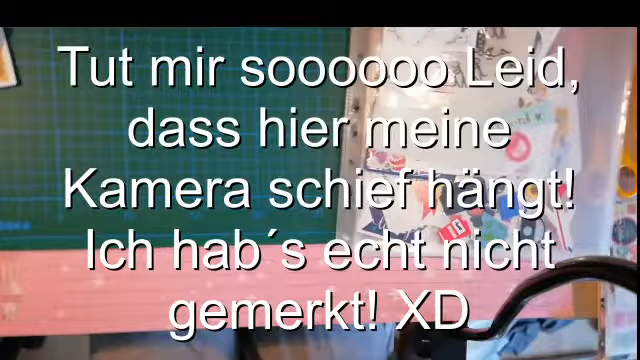 Tut mir soooooo Leid,
dass hier meine
Kamera schief hängt!
Ich hab´s echt nicht
gemerkt! XD